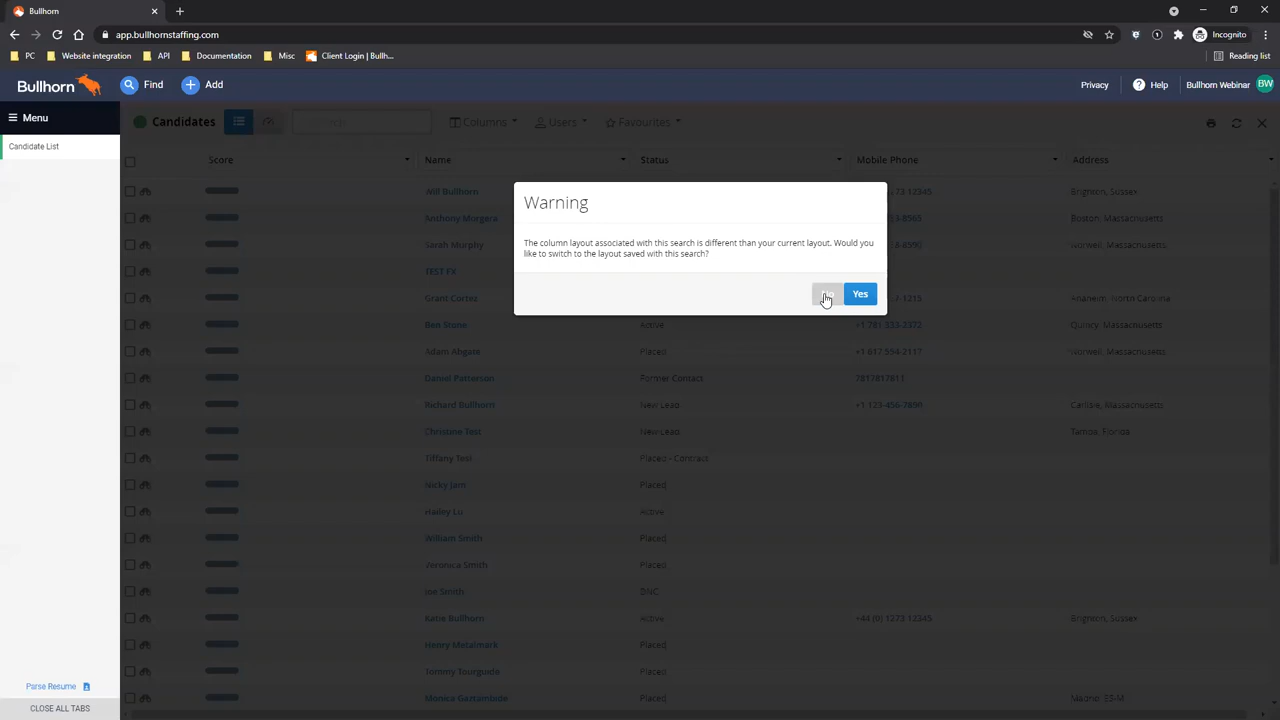 Bullhorn
app.bullhornstaffing.com
Incognito
PC
Website integration
API
Documentation
Misc
Client Login | Bullh...
Reading list
Bullhorn
Find
Add
Privacy
Help
Bullhorn Webinar
BW
Menu
Candidates
Columns
Users
Favourites
Candidate List
Score
Name
Status
Mobile Phone
Address
Will Bullhorn
Brighton, Sussex
Anthony Morgera
Boston, Massachusetts
Sarah Murphy
Norwell, Massachusetts
TEST FX
Grant Cortez
Anaheim, North Carolina
Ben Stone
Active
+1 781-333-2372
Quincy, Massachusetts
Adam Abgate
Placed
+1 617 594-2117
Norwell, Massachusetts
Daniel Patterson
Former Contact
7817817811
Richard Bullhorn
New Lead
+1 123-456-7890
Carlisle, Massachusetts
Christine Test
New Lead
Tampa, Florida
Tiffany Test
Placed - Contract
Nicky Jam
Placed
Hailey Lu
Active
William Smith
Placed
Veronica Smith
Placed
Joe Smith
DNC
Katie Bullhorn
Active
+44 (0) 1273 12345
Brighton, Sussex
Henry Metalmark
Placed
Tommy Tourguide
Placed
Monica Gaztambide
Placed
Warning
The column layout associated with this search is different than your current layout. Would you
like to switch to the layout saved with this search?
No
Yes
Parse Resume
CLOSE ALL TABS